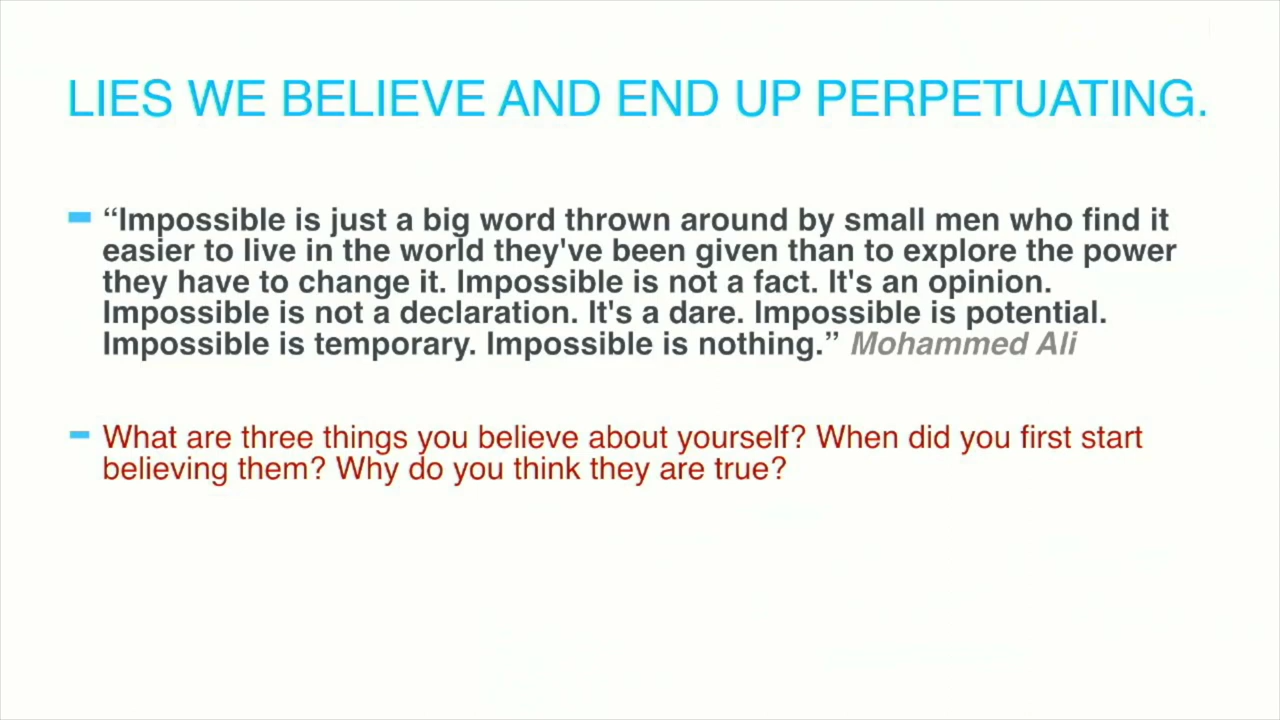 LIES WE BELIEVE AND END UP PERPETUATING.
“Impossible is just a big word thrown around by small men who find it
easier to live in the world they've been given than to explore the power
they have to change it. Impossible is not a fact. It's an opinion.
Impossible is not a declaration. It's a dare. Impossible is potential.
Impossible is temporary. Impossible is nothing.” Mohammed Ali
What are three things you believe about yourself? When did you first start
believing them? Why do you think they are true?